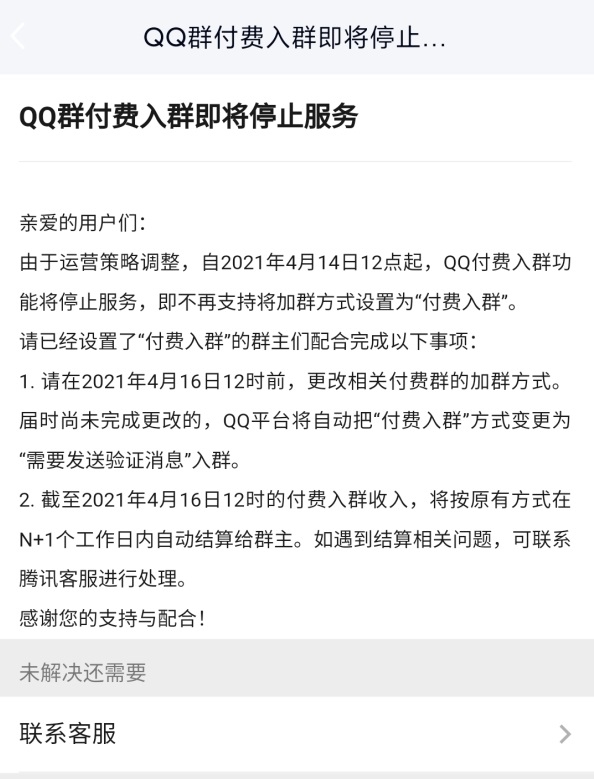 QQ群付费入群即将停止...
QQ群付费入群即将停止服务
亲爱的用户们：
由于运营策略调整，自2021年4月14日12点起，QQ付费入群功
能将停止服务，即不再支持将加群方式设置为“付费入群”。
请已经设置了“付费入群”的群主们配合完成以下事项：
1. 请在2021年4月16日12时前，更改相关付费群的加群方式。
届时尚未完成更改的，QQ平台将自动把“付费入群”方式变更为
“需要发送验证消息”入群。
2. 截至2021年4月16日12时的付费入群收入，将按原有方式在
N+1个工作日内自动结算给群主。如遇到结算相关问题，可联系
腾讯客服进行处理。
感谢您的支持与配合！
未解决还需要
联系客服